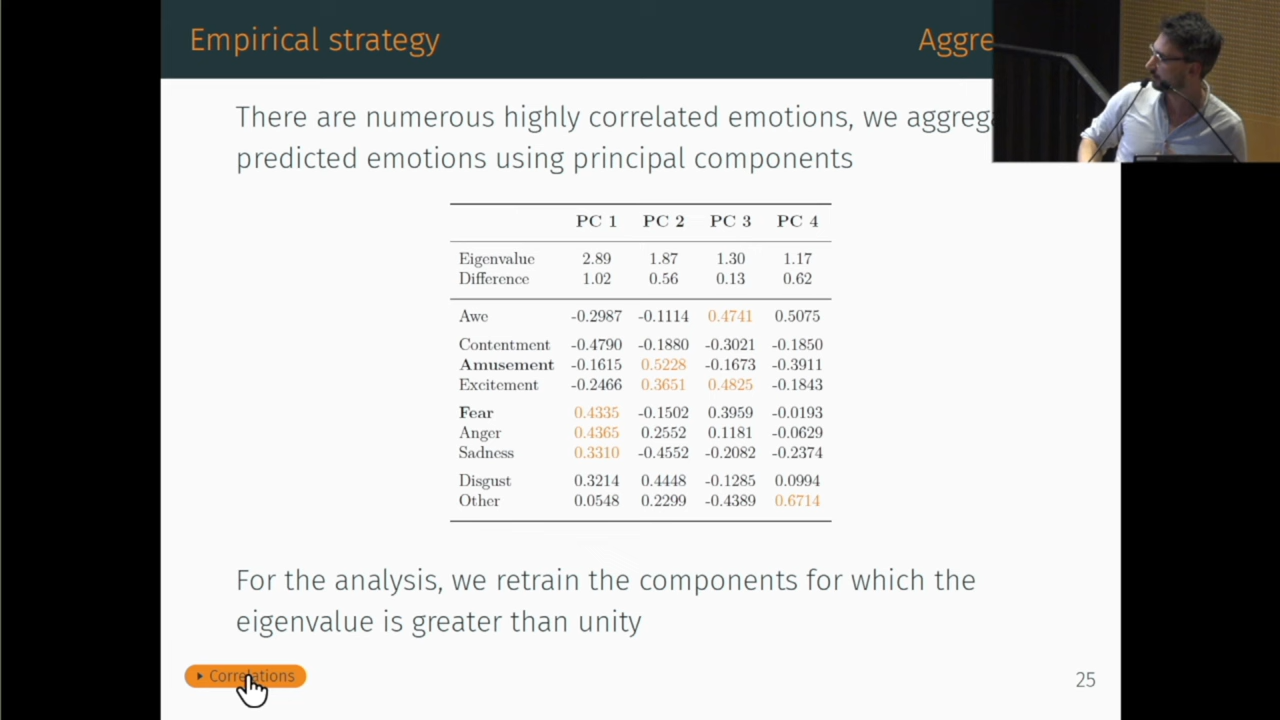 Empirical strategy
There are numerous highly correlated emotions, we
predicted emotions using principal components
PC 1 PC 2 PC 3 PC 4
Eigenvalue 2.89 1.87 1.30 1.17
Difference 1.02 0.56 0.13 0.62
Awe -0.2987 -0.1114 0.4741 0.5075
Contentment -0.4790 -0.1880 -0.3021 -0.1850
Amusement -0.1615 0.5228 -0.1673 -0.3911
Excitement -0.2466 0.3651 0.4825 -0.1843
Fear 0.4335 -0.1502 0.3959 -0.0193
Anger 0.4365 0.2552 0.1181 -0.0629
Sadness 0.3310 -0.4552 -0.2082 -0.2374
Disgust 0.3214 0.4448 -0.1285 0.0994
Other 0.0548 0.2299 -0.4389 0.6714
For the analysis, we retrain the components for which the
eigenvalue is greater than unity
Correlations
25